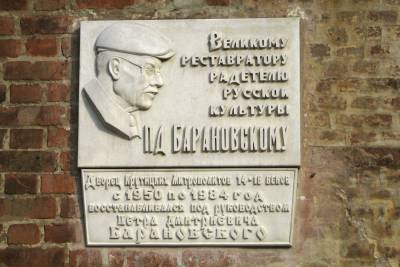 Великому
реставратору
радетелю
русской
культуры
П.Д. Барановскому
Дворец Крутицких митрополитов 14-18 веков
с 1950 по 1984 год
восстанавливался под руководством
Петра Дмитриевича
Барановского